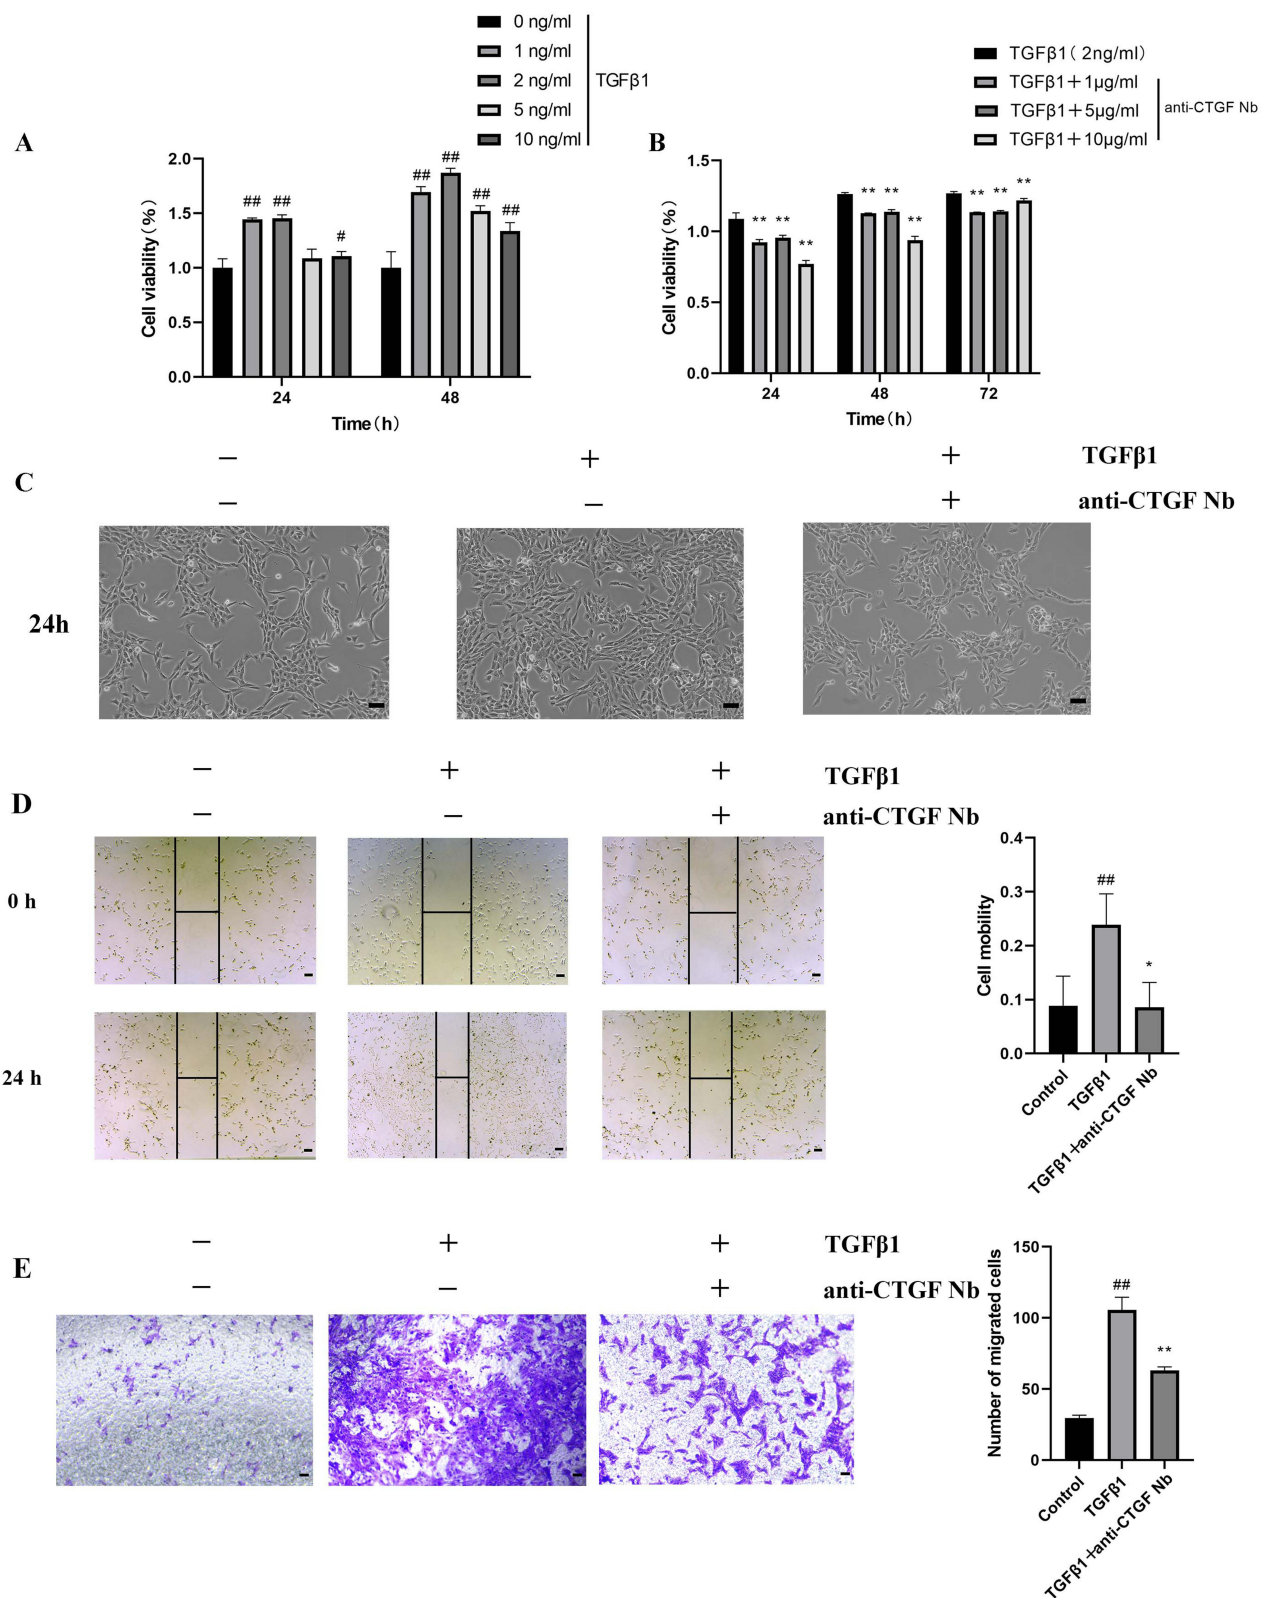 0 ng/ml
1 ng/ml
2 ng/ml
5 ng/ml
10 ng/ml
TGFβ1
TGFβ1( 2ng/ml)
TGFβ1+1μg/ml
TGFβ1+5μg/ml
TGFβ1+10μg/ml
anti-CTGF Nb
A
Cell viability(%)
2.0
1.5
1.0
0.5
0.0
## ## # ## ## ## ##
24 48
Time(h)
B
Cell viability(%)
1.5
1.0
0.5
0.0
** ** ** ** ** ** ** ** **
24 48 72
Time(h)
C
− + + TGFβ1
− − + anti-CTGF Nb
24h
D
− + + TGFβ1
− − + anti-CTGF Nb
0 h
24 h
Cell mobility
0.4
0.3
0.2
0.1
0.0
## *
Control
TGFβ1
TGFβ1+anti-CTGF Nb
E
− + + TGFβ1
− − + anti-CTGF Nb
Number of migrated cells
150
100
50
0
## **
Control
TGFβ1
TGFβ1+anti-CTGF Nb